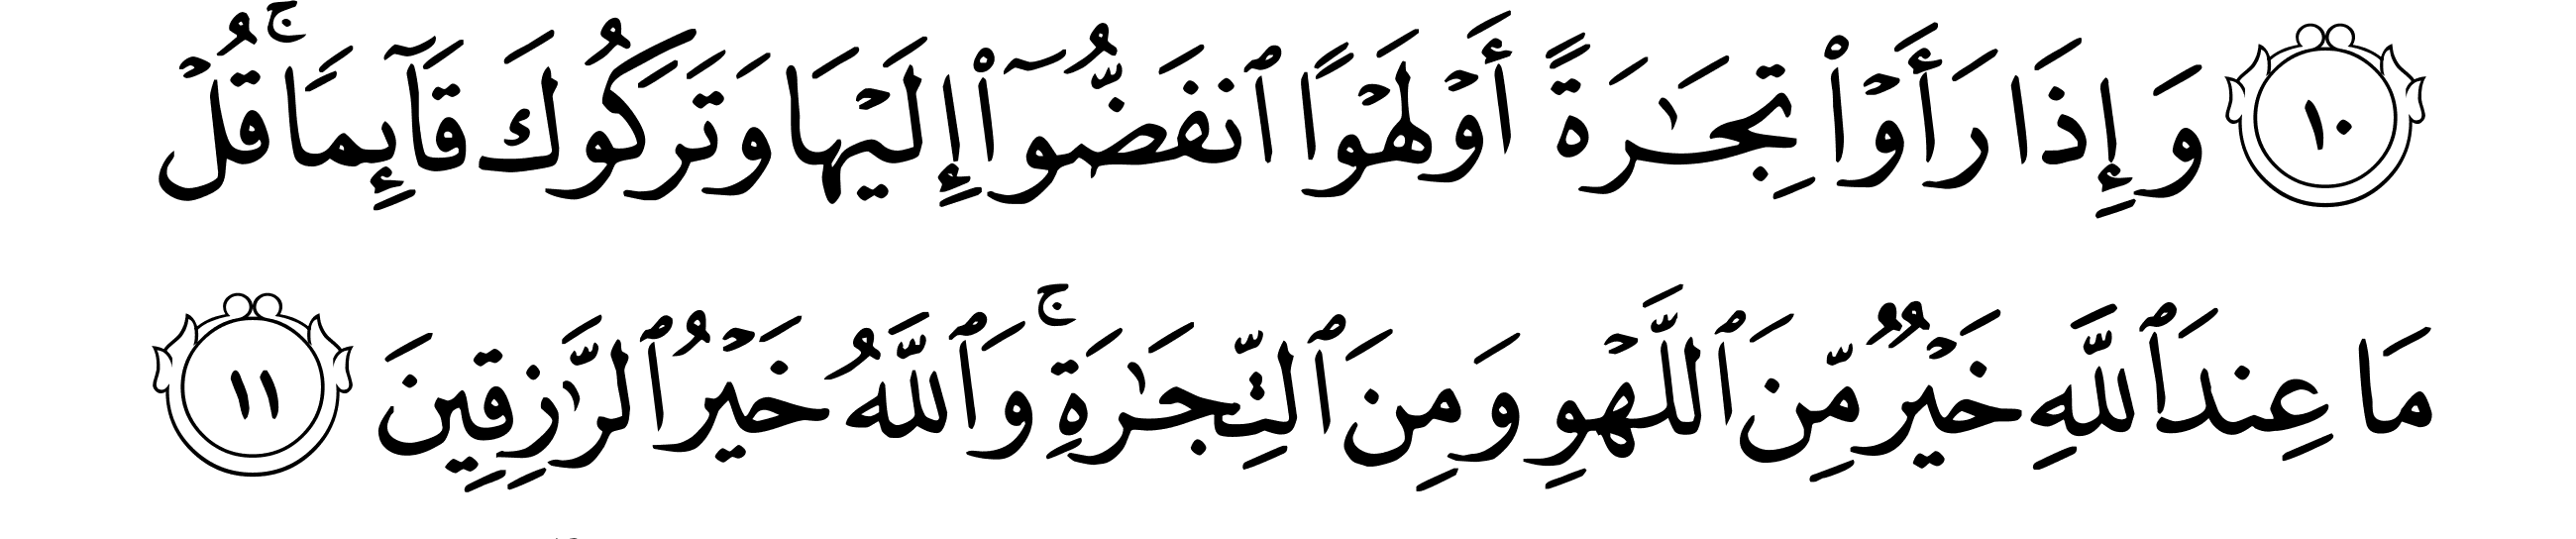 ١٠ وَإِذَا رَأَوْا۟ تِجَـٰرَةً أَوْ لَهْوًا ٱنفَضُّوٓا۟ إِلَيْهَا وَتَرَكُوكَ قَآئِمًا ۚ قُلْ
مَا عِندَ ٱللَّهِ خَيْرٌ مِّنَ ٱللَّهْوِ وَمِنَ ٱلتِّجَـٰرَةِ ۚ وَٱللَّهُ خَيْرُ ٱلرَّٰزِقِينَ ١١